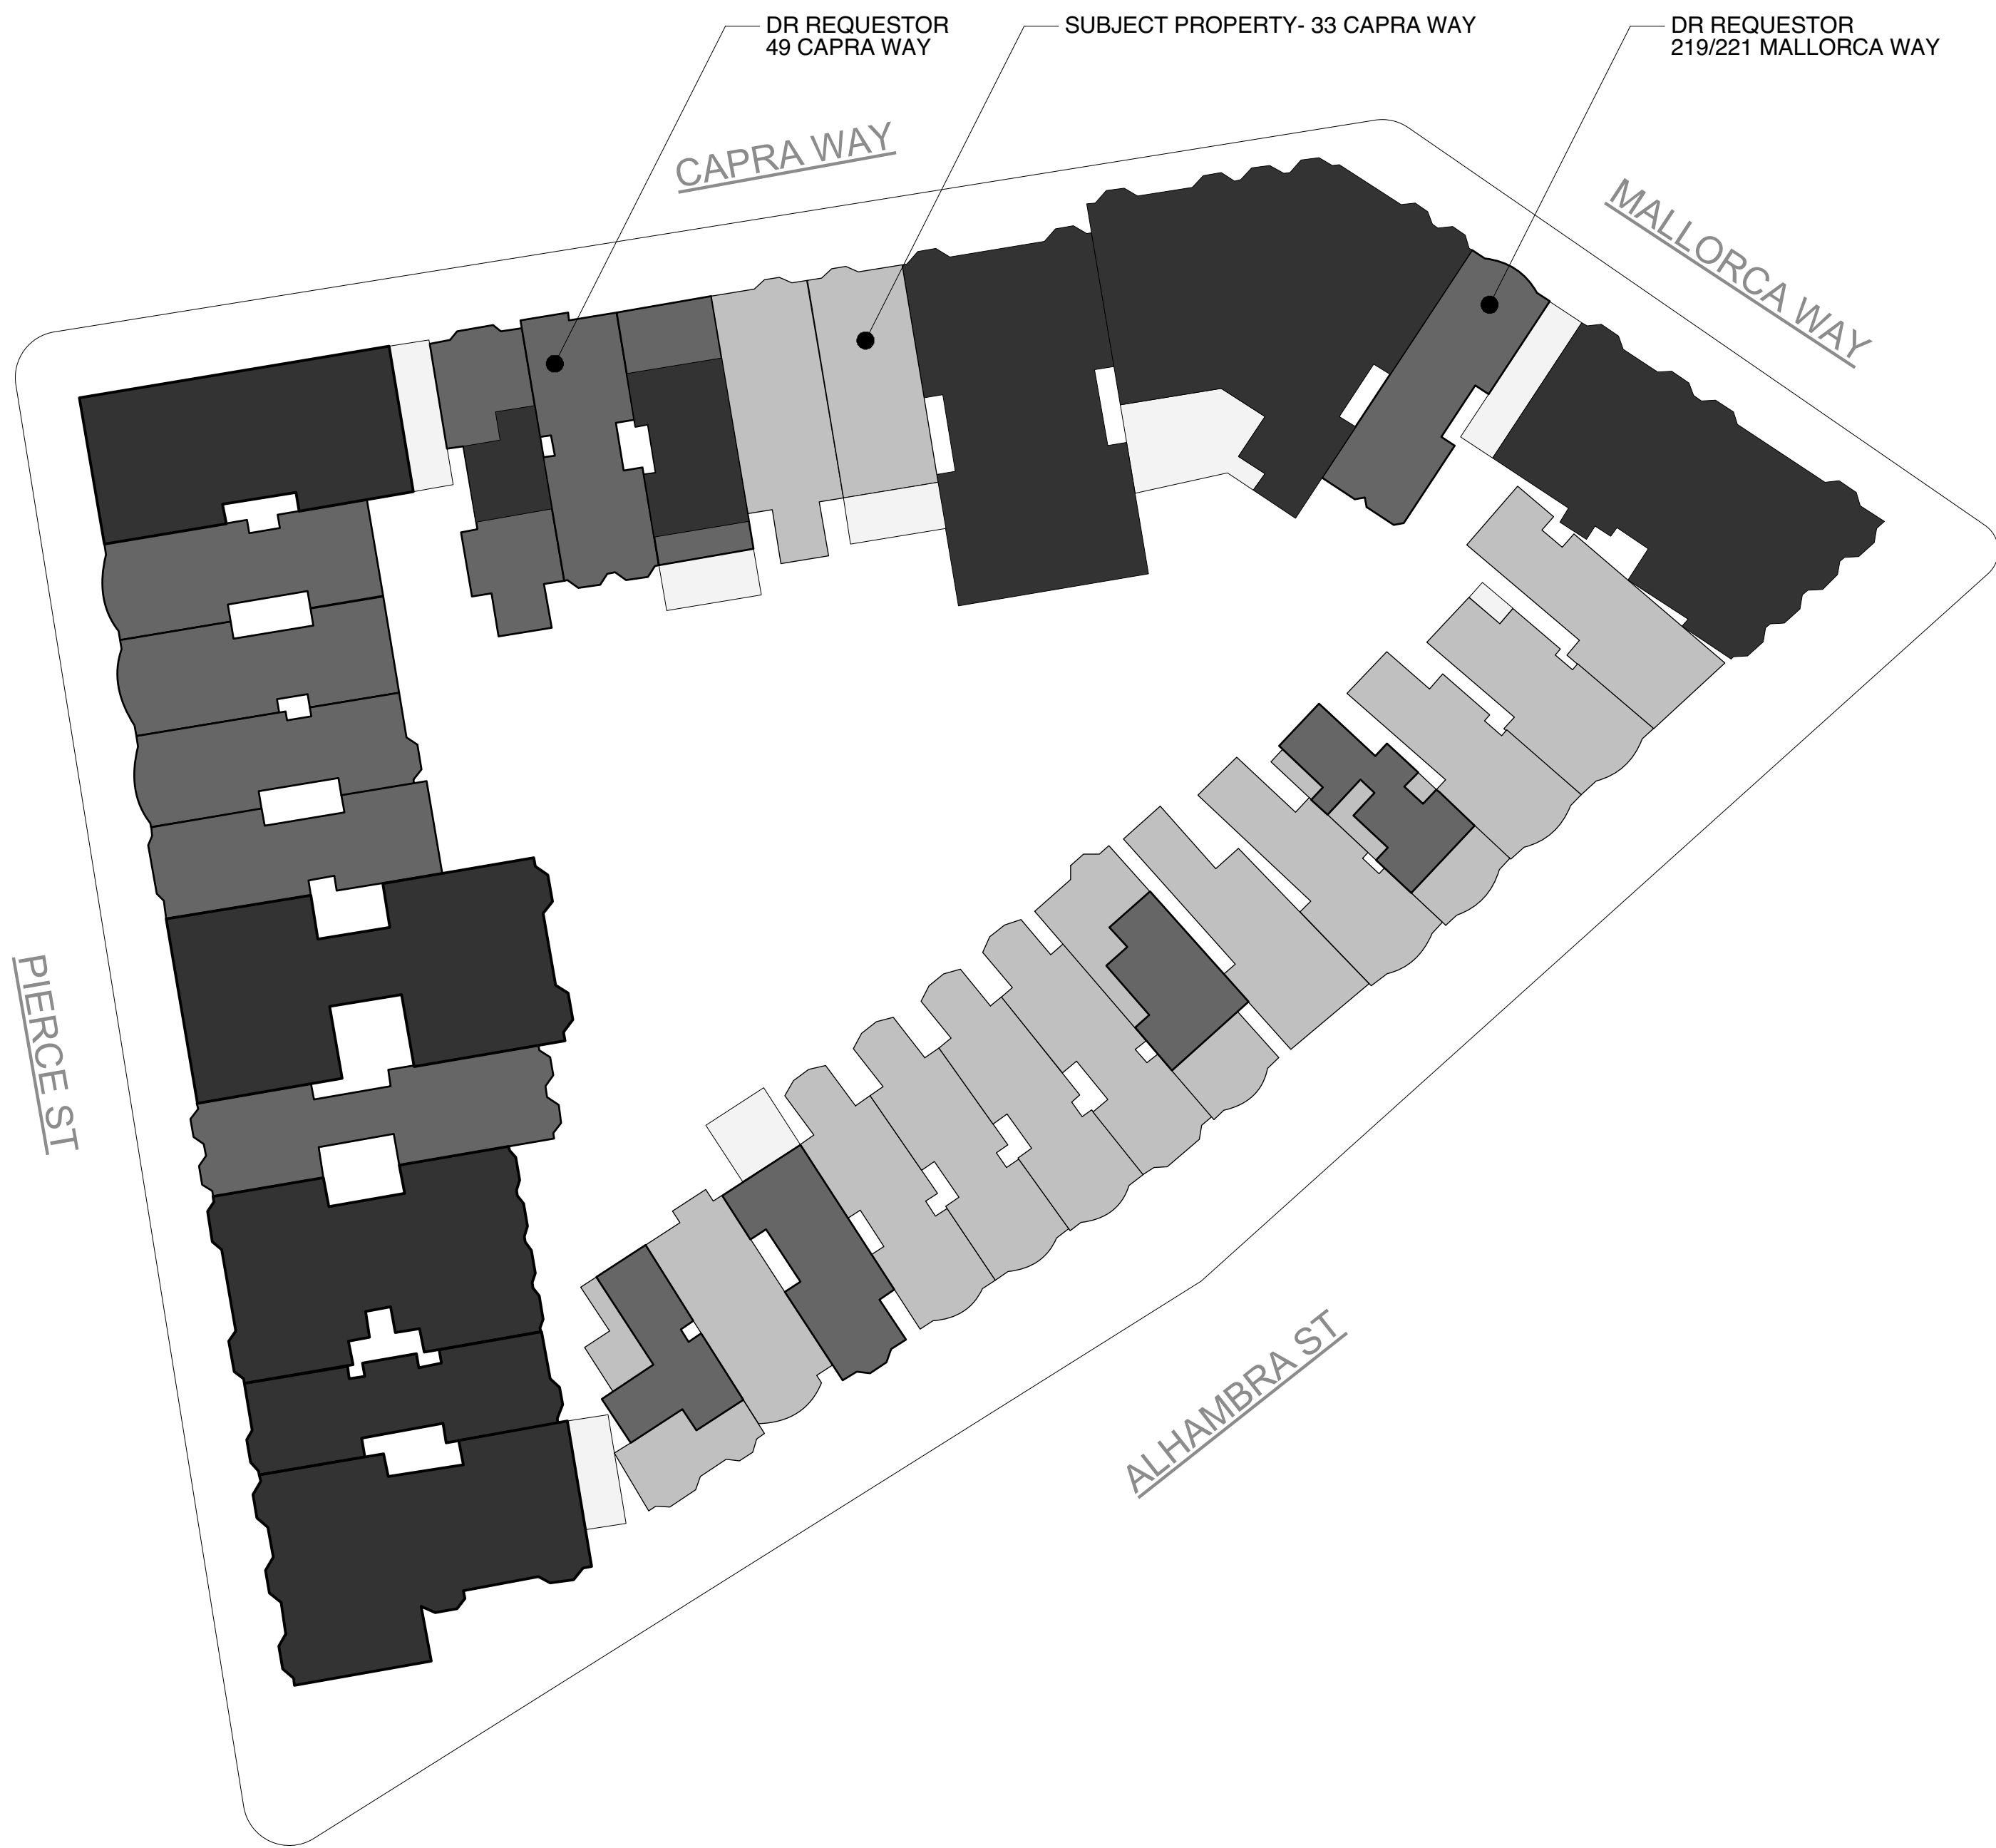 DR REQUESTOR
49 CAPRA WAY
SUBJECT PROPERTY- 33 CAPRA WAY
DR REQUESTOR
219/221 MALLORCA WAY
CAPRA WAY
MALLORCA WAY
PIERCE ST
ALHAMBRA ST